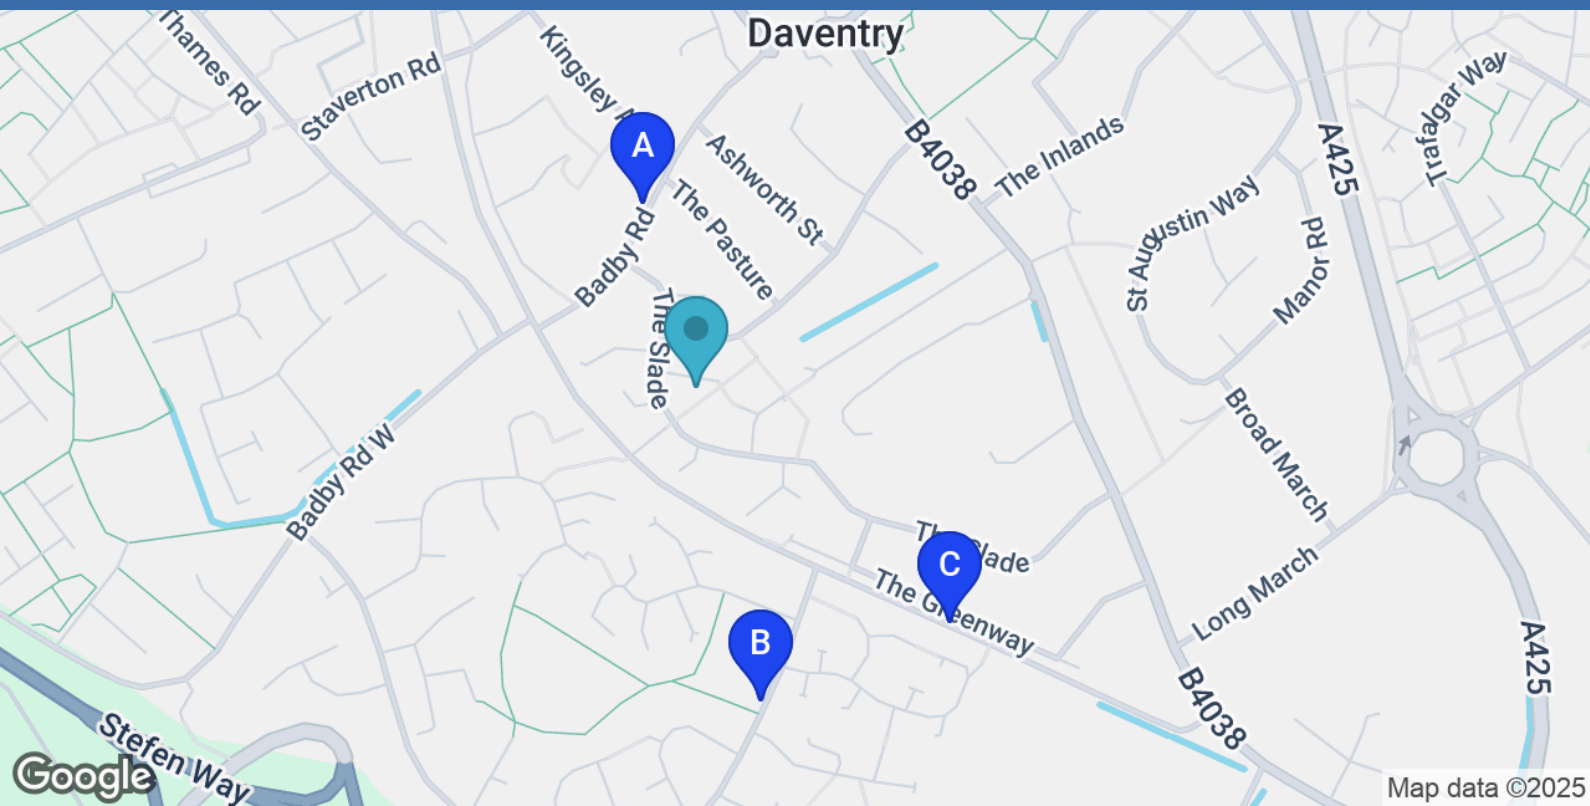 Daventry
Thames Rd
Staverton Rd
Kingsley
A
Ashworth St
The Pasture
Badby Rd
B4038
The Inlands
A425
Trafalgar Way
St Augustin Way
Manor Rd
The Slade
Badby Rd W
Broad March
The Slade
C
The Greenway
Long March
B
A425
B4038
Stefen Way
Google
Map data ©2025